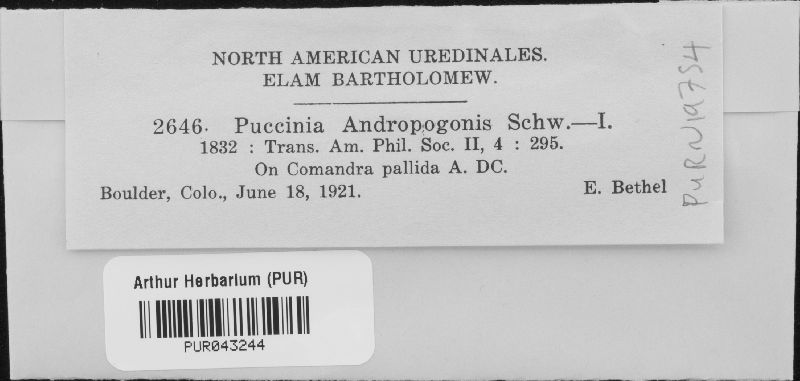 NORTH AMERICAN UREDINALES.
ELAM BARTHOLOMEW.
2646. Puccinia Andropogonis Schw.—I.
1832 : Trans. Am. Phil. Soc. II, 4 : 295.
On Comandra pallida A. DC.
Boulder, Colo., June 18, 1921. E. Bethel
PURN19754
Arthur Herbarium (PUR)
PUR043244